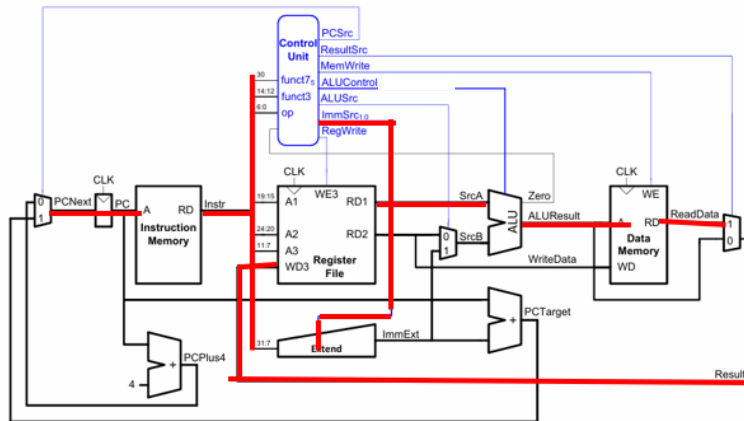 PCSrc
Control
Unit
ResultSrc
MemWrite
30
funct7₅
ALUControl
14:12
funct3
ALUSrc
6:0
op
ImmSrc₁:₀
RegWrite
CLK
CLK
CLK
0
1
PCNext
PC
A
RD
Instruction
Memory
Instr
19:15
A1
WE3
RD1
SrcA
Zero
WE
24:20
A2
RD2
0
1
SrcB
ALU
ALUResult
A
RD
ReadData
1
0
11:7
A3
Register
File
WD3
Data
Memory
WriteData
WD
PCTarget
+
31:7
Extend
ImmExt
PCPlus4
+
4
Result